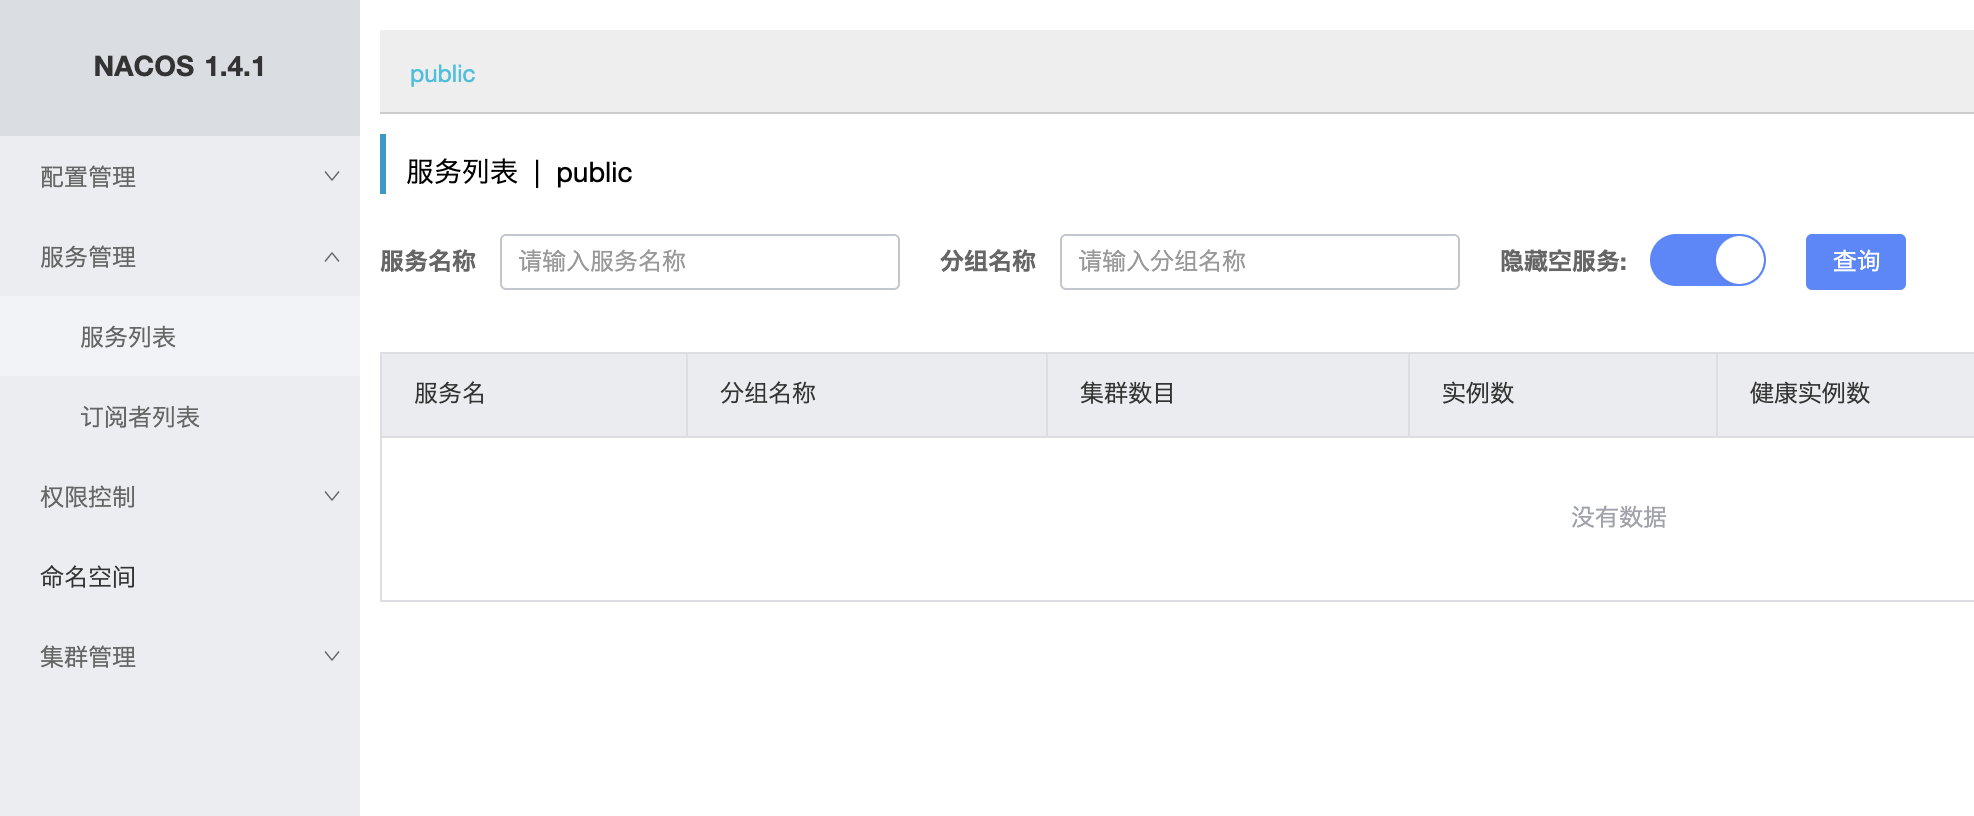 NACOS 1.4.1
配置管理
服务管理
服务列表
订阅者列表
权限控制
命名空间
集群管理
public
服务列表 | public
服务名称 请输入服务名称 分组名称 请输入分组名称 隐藏空服务: 查询
服务名 分组名称 集群数目 实例数 健康实例数
没有数据